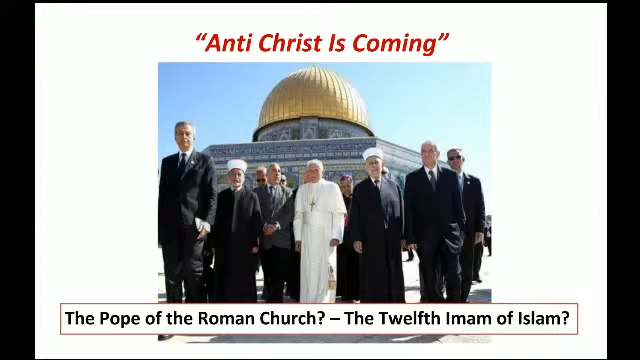 “Anti Christ Is Coming”
The Pope of the Roman Church? – The Twelfth Imam of Islam?